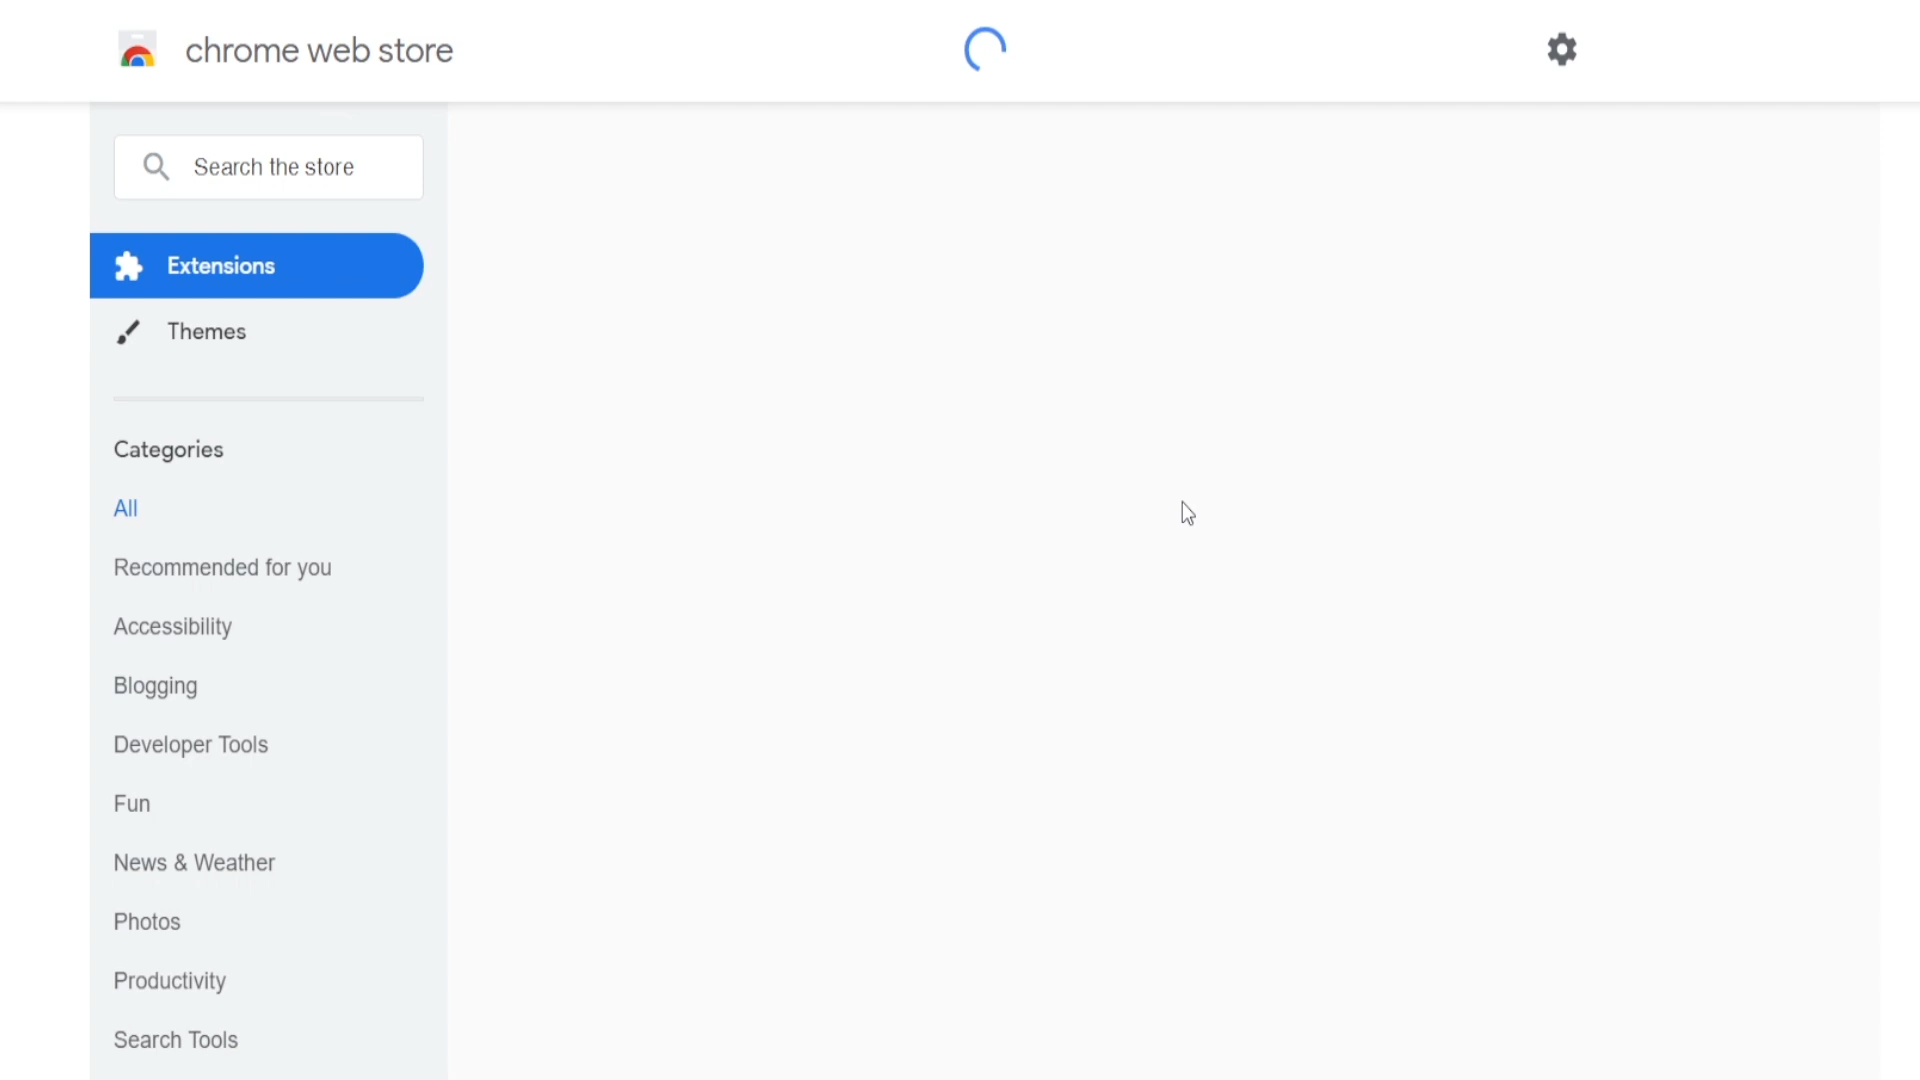 chrome web store
Search the store
Extensions
Themes
Categories
All
Recommended for you
Accessibility
Blogging
Developer Tools
Fun
News & Weather
Photos
Productivity
Search Tools